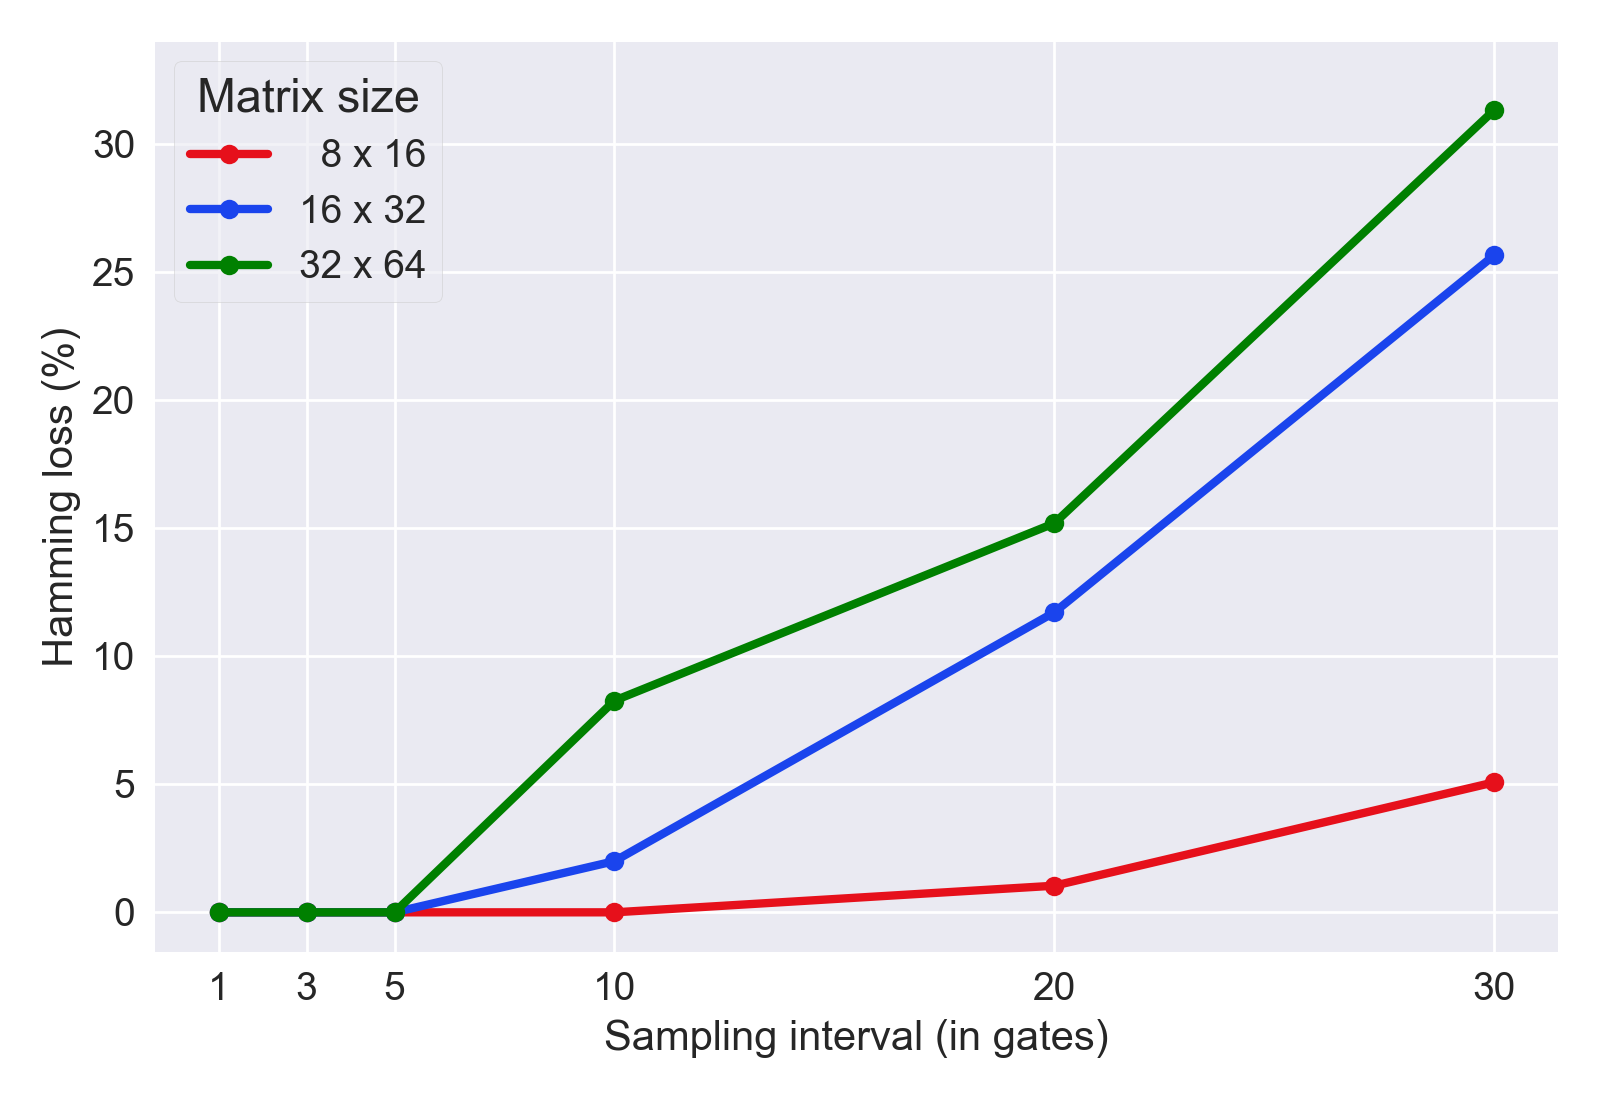 Matrix size
8 x 16
16 x 32
32 x 64
30
25
20
15
10
5
0
Hamming loss (%)
1 3 5 10 20 30
Sampling interval (in gates)